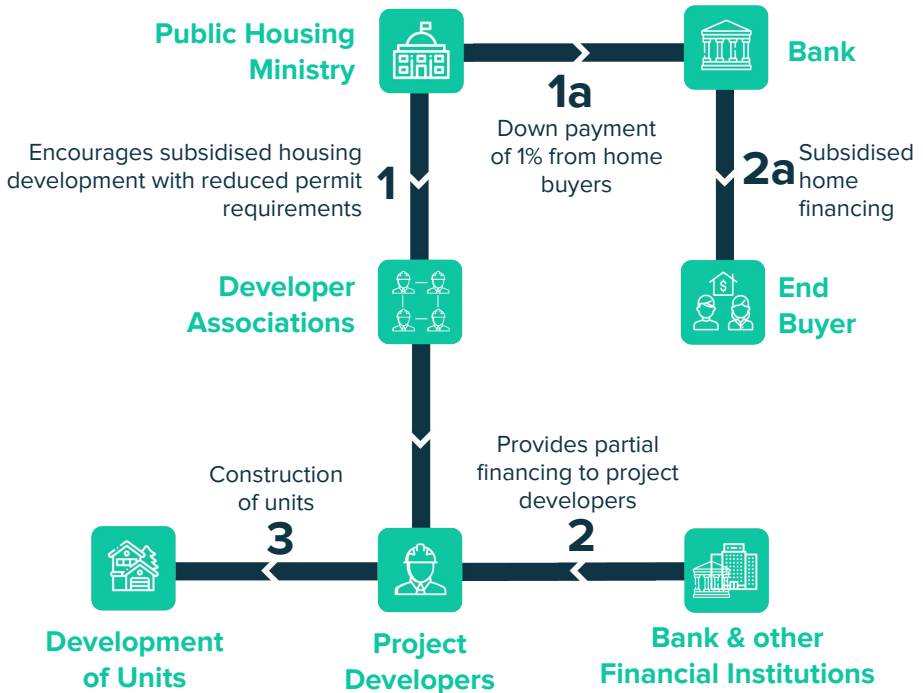 Public Housing
Ministry
Bank
1a
Down payment
of 1% from home
buyers
Encourages subsidised housing
development with reduced permit
requirements
1
2a
Subsidised
home
financing
Developer
Associations
$
End
Buyer
Construction
of units
3
Provides partial
financing to project
developers
2
Development
of Units
Project
Developers
Bank & other
Financial Institutions